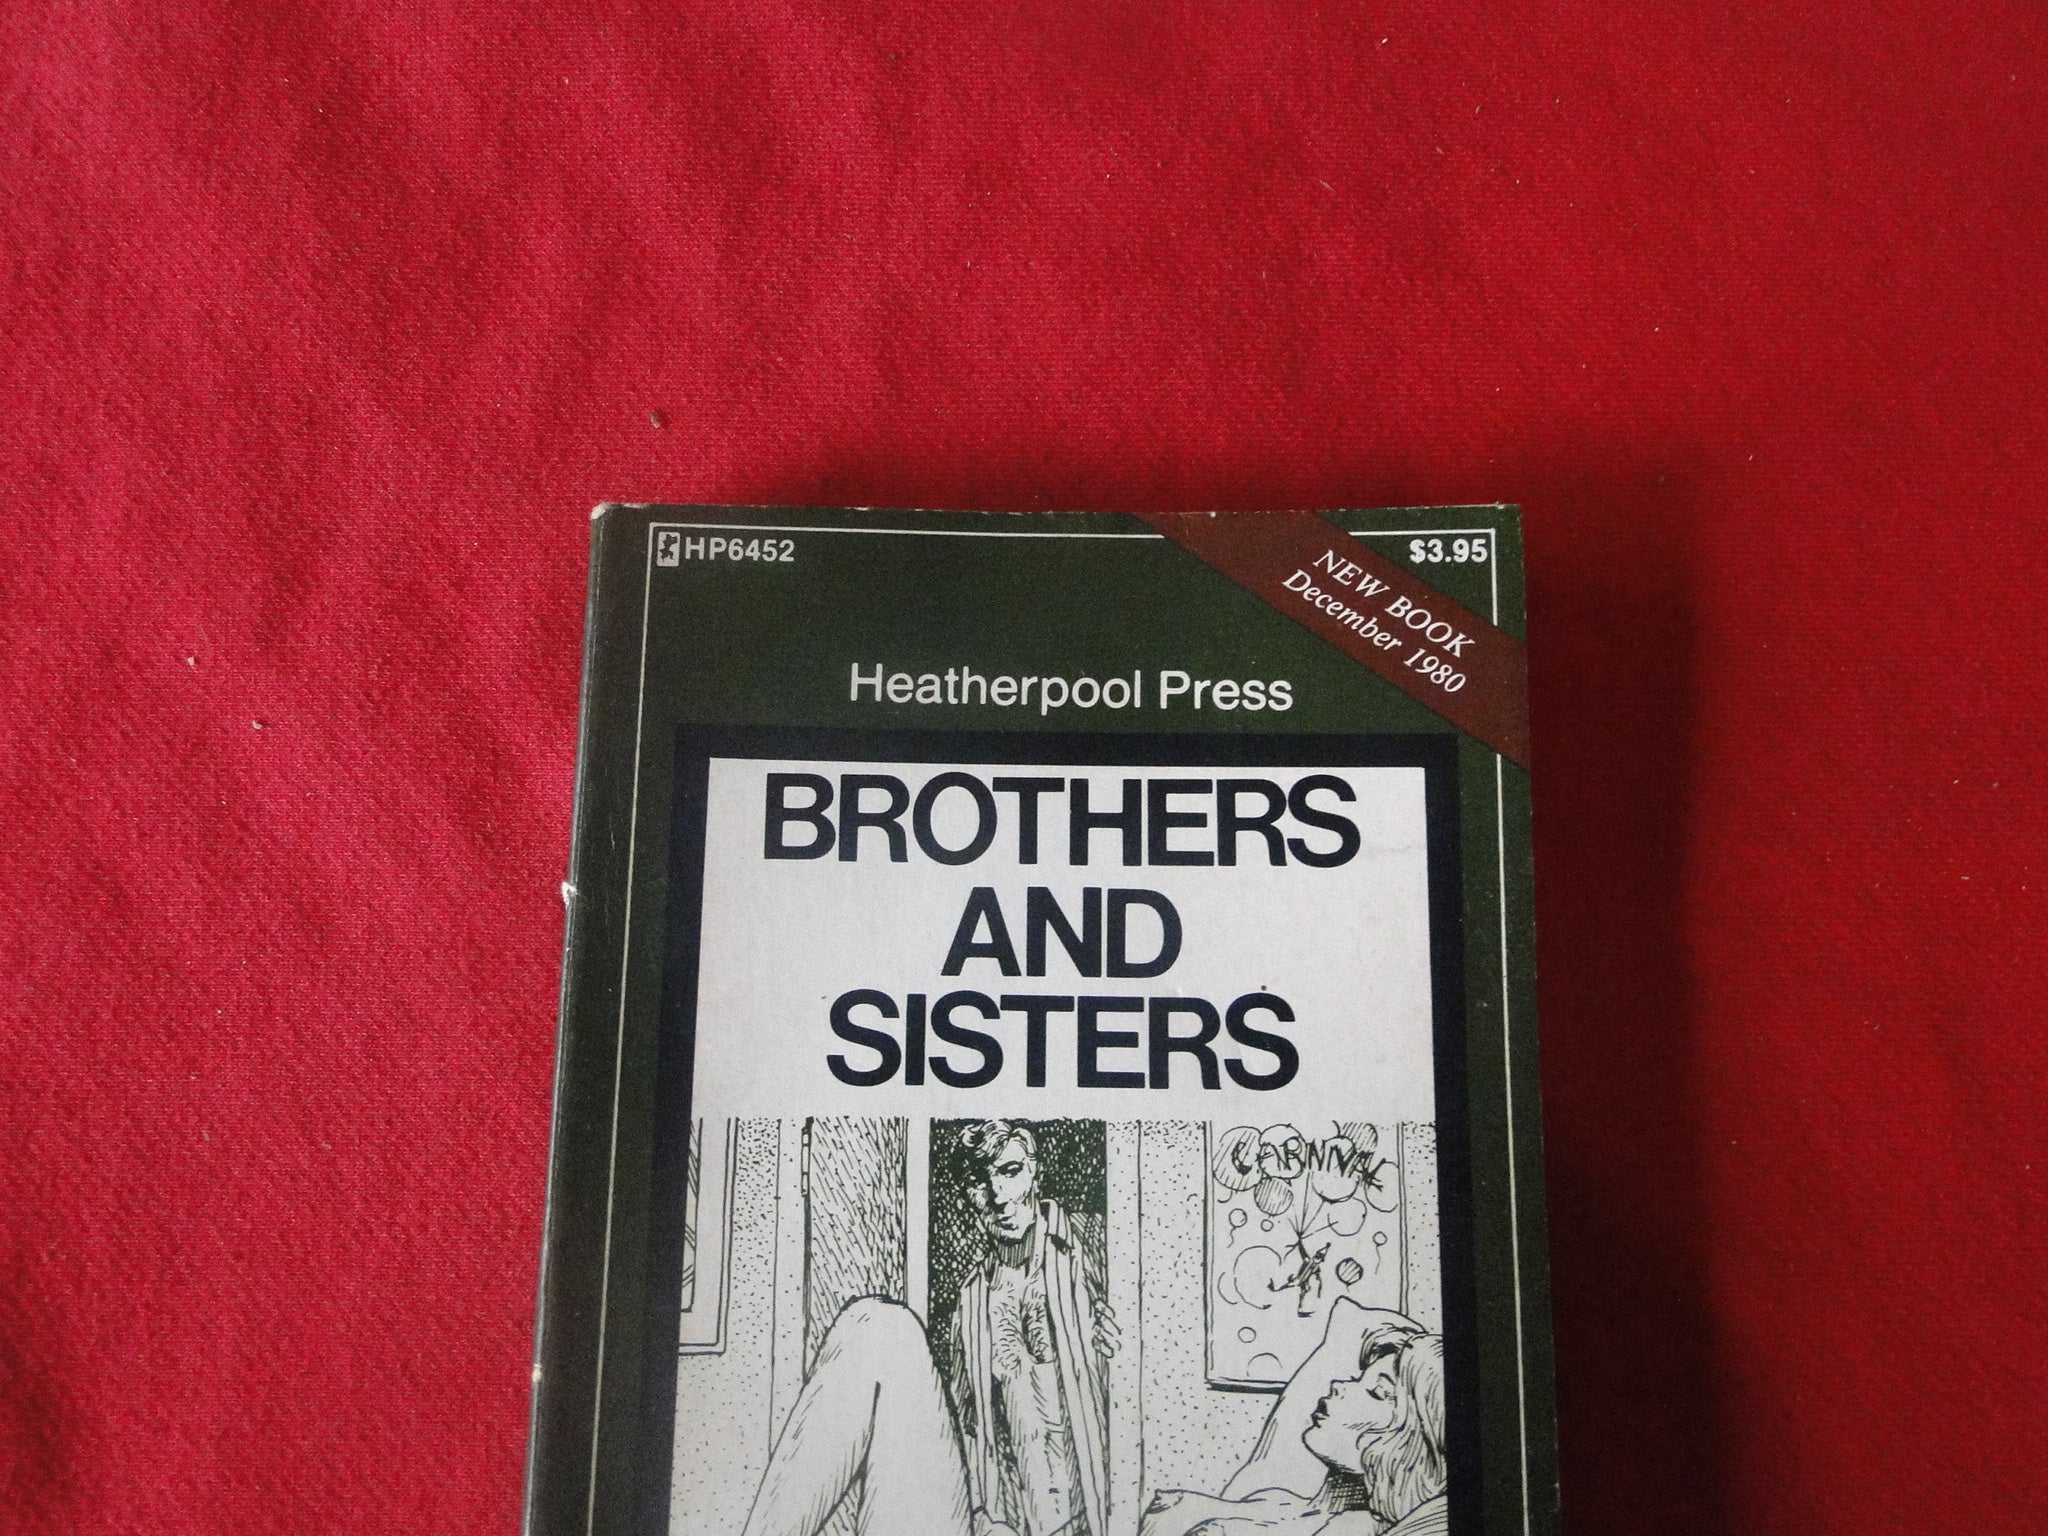 HP6452
$3.95
NEW BOOK
December 1980
Heatherpool Press
BROTHERS
AND
SISTERS
CARNIVAL